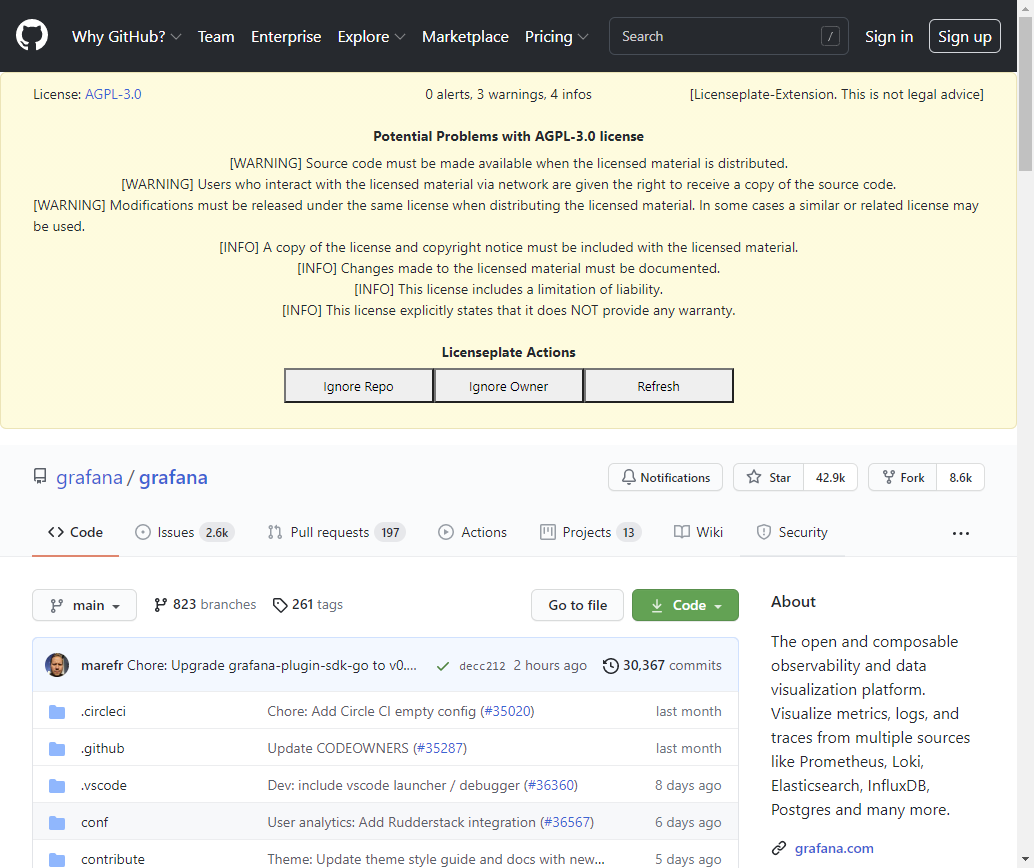 Why GitHub? Team Enterprise Explore Marketplace Pricing Search / Sign in Sign up
License: AGPL-3.0 0 alerts, 3 warnings, 4 infos [Licenseplate-Extension. This is not legal advice]
Potential Problems with AGPL-3.0 license
[WARNING] Source code must be made available when the licensed material is distributed.
[WARNING] Users who interact with the licensed material via network are given the right to receive a copy of the source code.
[WARNING] Modifications must be released under the same license when distributing the licensed material. In some cases a similar or related license may
be used.
[INFO] A copy of the license and copyright notice must be included with the licensed material.
[INFO] Changes made to the licensed material must be documented.
[INFO] This license includes a limitation of liability.
[INFO] This license explicitly states that it does NOT provide any warranty.
Licenseplate Actions
Ignore Repo Ignore Owner Refresh
grafana / grafana Notifications Star 42.9k Fork 8.6k
Code Issues 2.6k Pull requests 197 Actions Projects 13 Wiki Security ...
main 823 branches 261 tags Go to file Code
marefr Chore: Upgrade grafana-plugin-sdk-go to v0.... decc212 2 hours ago 30,367 commits
.circleci Chore: Add Circle CI empty config (#35020) last month
.github Update CODEOWNERS (#35287) last month
.vscode Dev: include vscode launcher / debugger (#36360) 8 days ago
conf User analytics: Add Rudderstack integration (#36567) 6 days ago
contribute Theme: Update theme style guide and docs with new... 5 days ago
About
The open and composable
observability and data
visualization platform.
Visualize metrics, logs, and
traces from multiple sources
like Prometheus, Loki,
Elasticsearch, InfluxDB,
Postgres and many more.
grafana.com